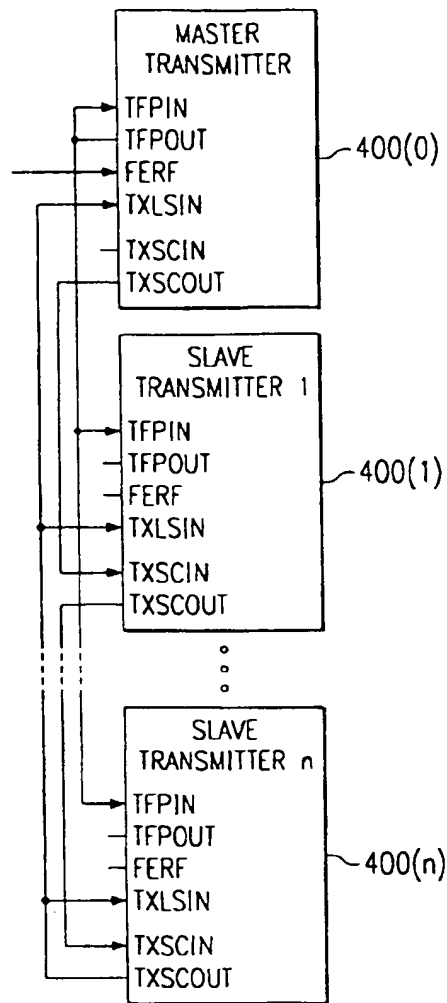 MASTER
TRANSMITTER
TFPIN
TFPOUT
FERF
TXLSIN
TXSCIN
TXSCOUT
400(0)
SLAVE
TRANSMITTER 1
TFPIN
TFPOUT
FERF
TXLSIN
TXSCIN
TXSCOUT
400(1)
SLAVE
TRANSMITTER n
TFPIN
TFPOUT
FERF
TXLSIN
TXSCIN
TXSCOUT
400(n)